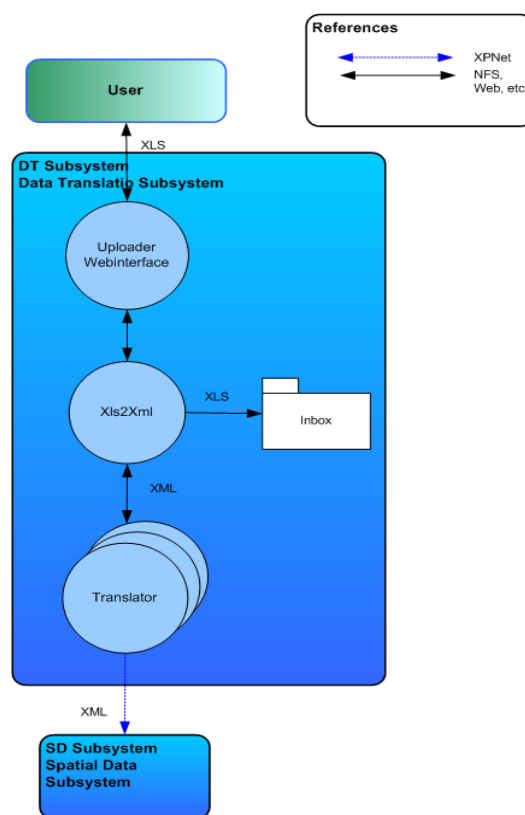 References
XPNet
NFS,
Web, etc
User
XLS
DT Subsystem
Data Translatio Subsystem
Uploader
Webinterface
Xls2Xml
XLS
Inbox
XML
Translator
XML
SD Subsystem
Spatial Data
Subsystem